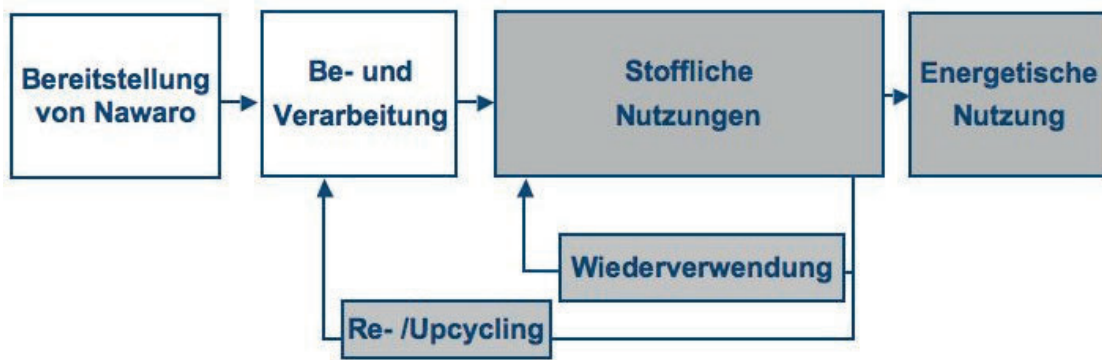 Bereitstellung
von Nawaro
Be- und
Verarbeitung
Stoffliche
Nutzungen
Energetische
Nutzung
Wiederverwendung
Re- /Upcycling